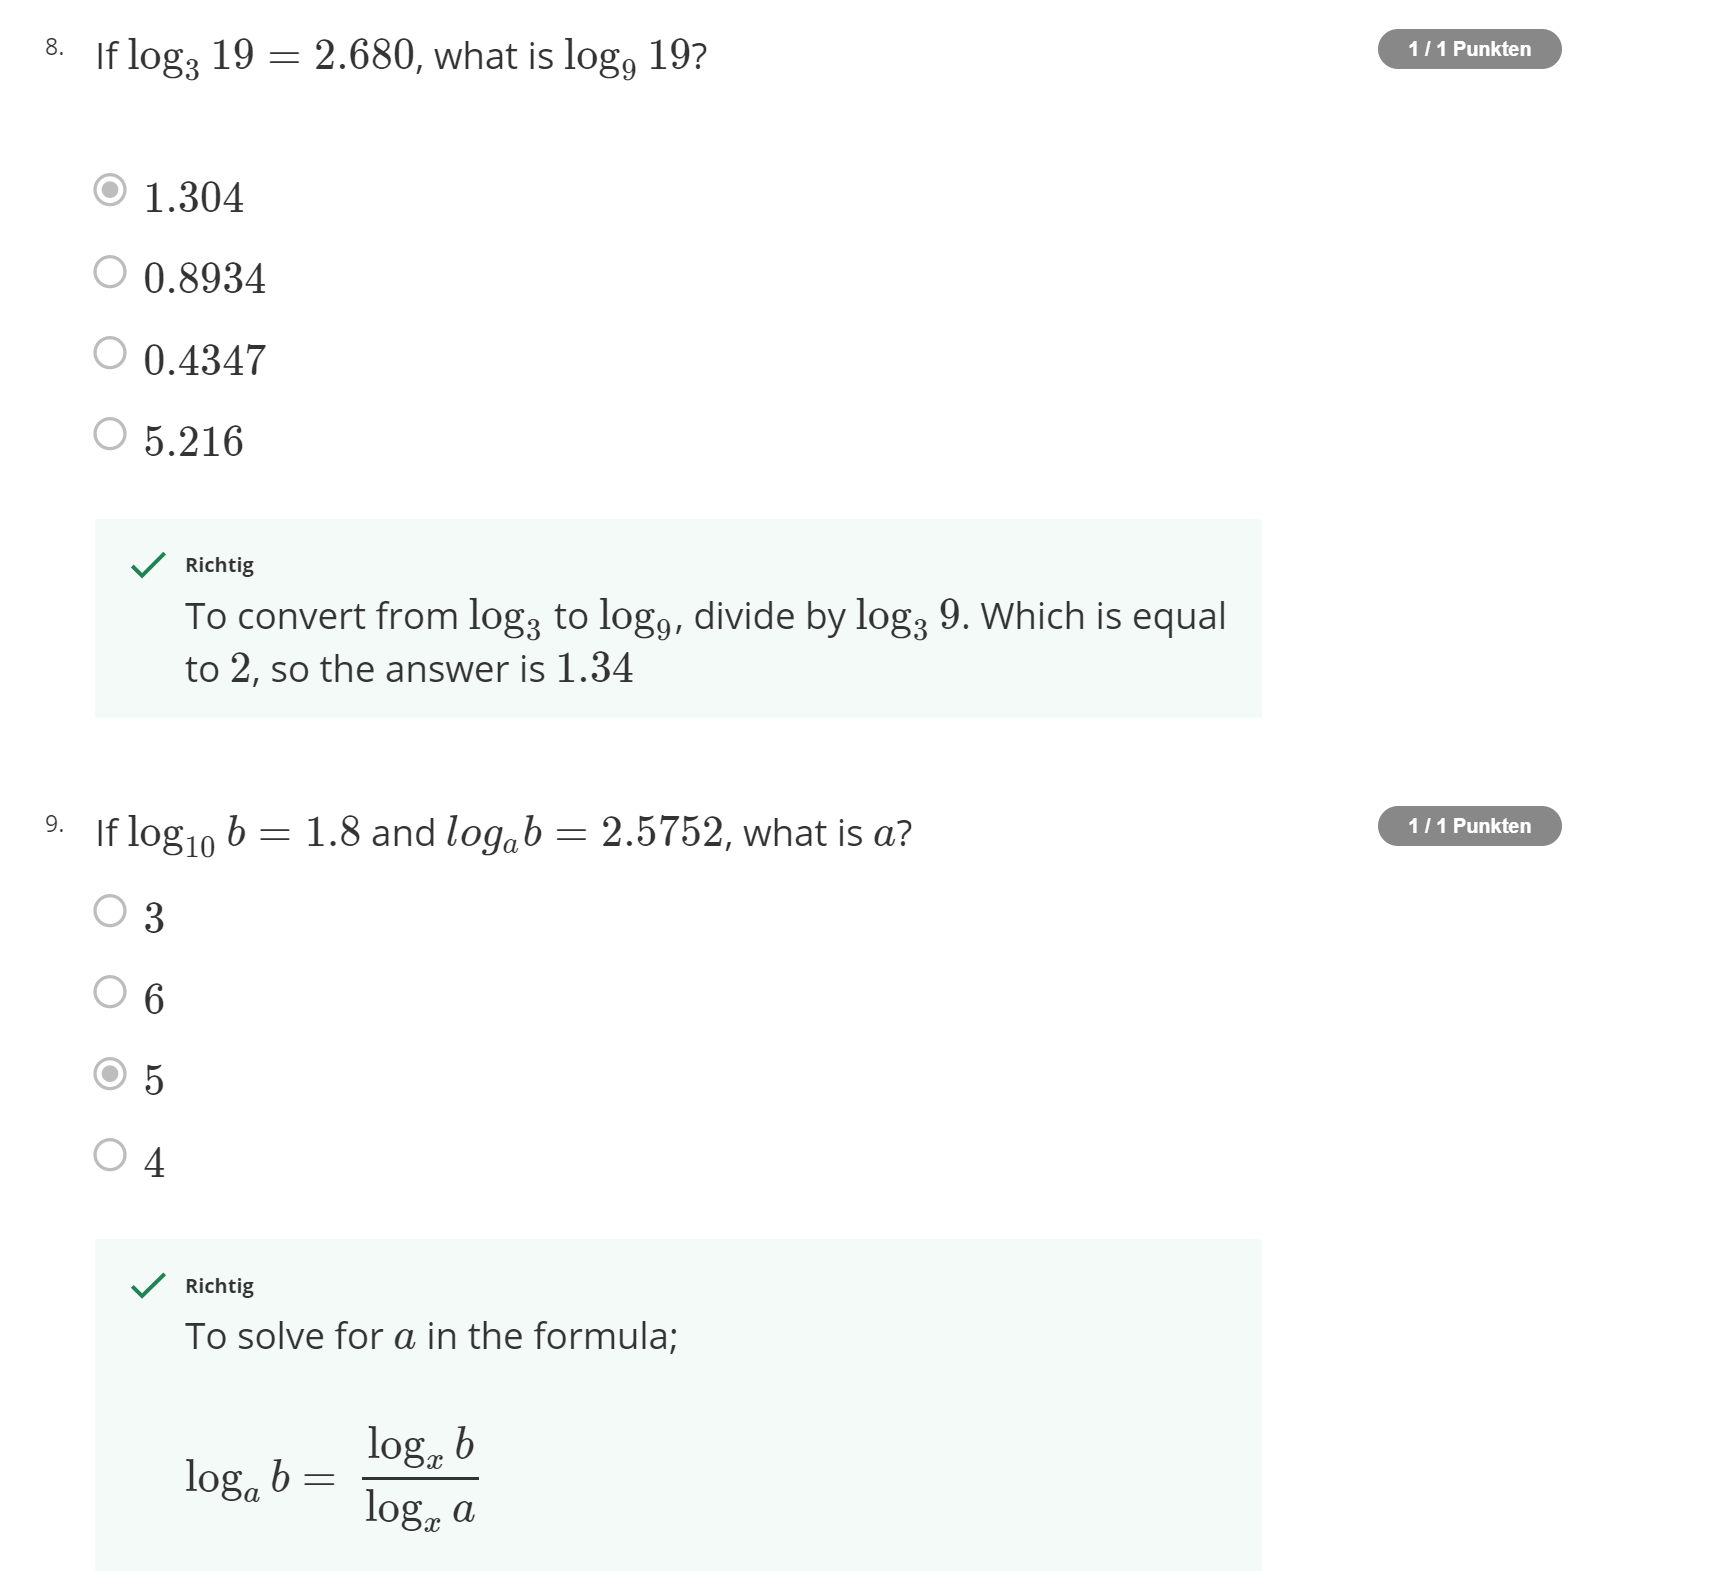 8. If log₃ 19 = 2.680, what is log₉ 19?
1 / 1 Punkten
1.304
0.8934
0.4347
5.216
Richtig
To convert from log₃ to log₉, divide by log₃ 9. Which is equal
to 2, so the answer is 1.34
9. If log₁₀ b = 1.8 and logₐb = 2.5752, what is a?
1 / 1 Punkten
3
6
5
4
Richtig
To solve for a in the formula;
logₐ b = logₓ b / logₓ a